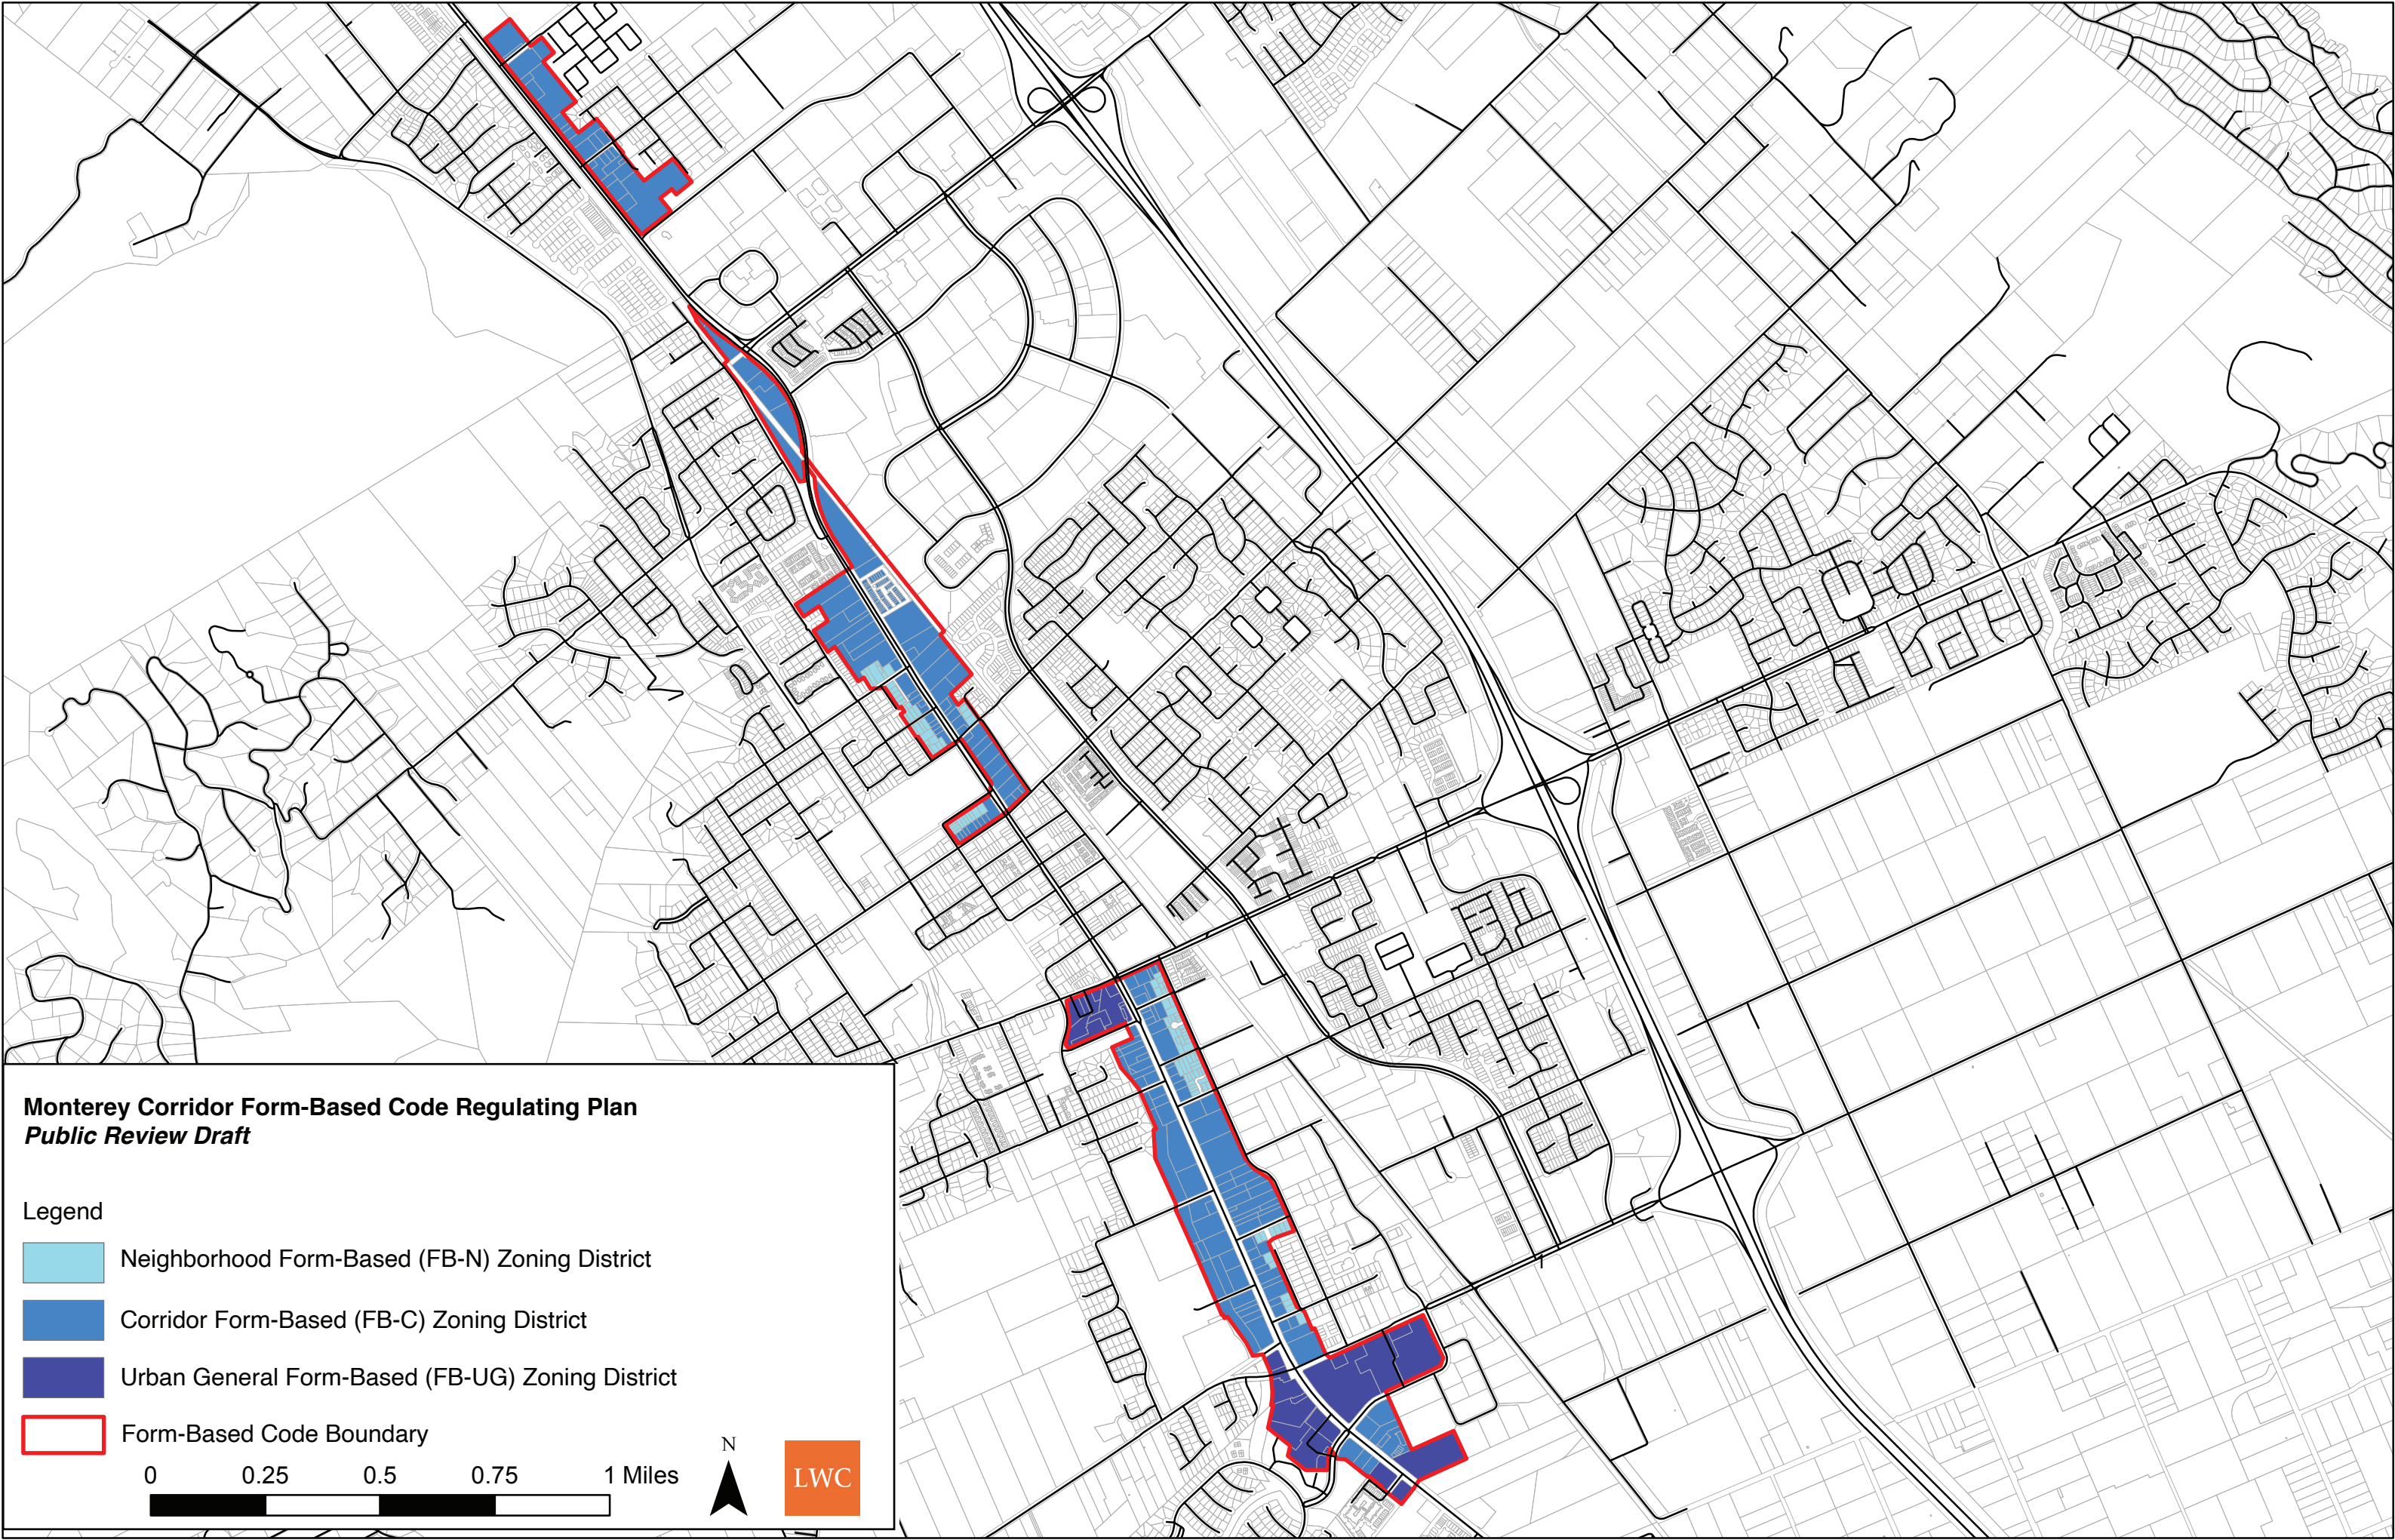 Monterey Corridor Form-Based Code Regulating Plan
Public Review Draft
Legend
Neighborhood Form-Based (FB-N) Zoning District
Corridor Form-Based (FB-C) Zoning District
Urban General Form-Based (FB-UG) Zoning District
Form-Based Code Boundary
0 0.25 0.5 0.75 1 Miles
N
LWC